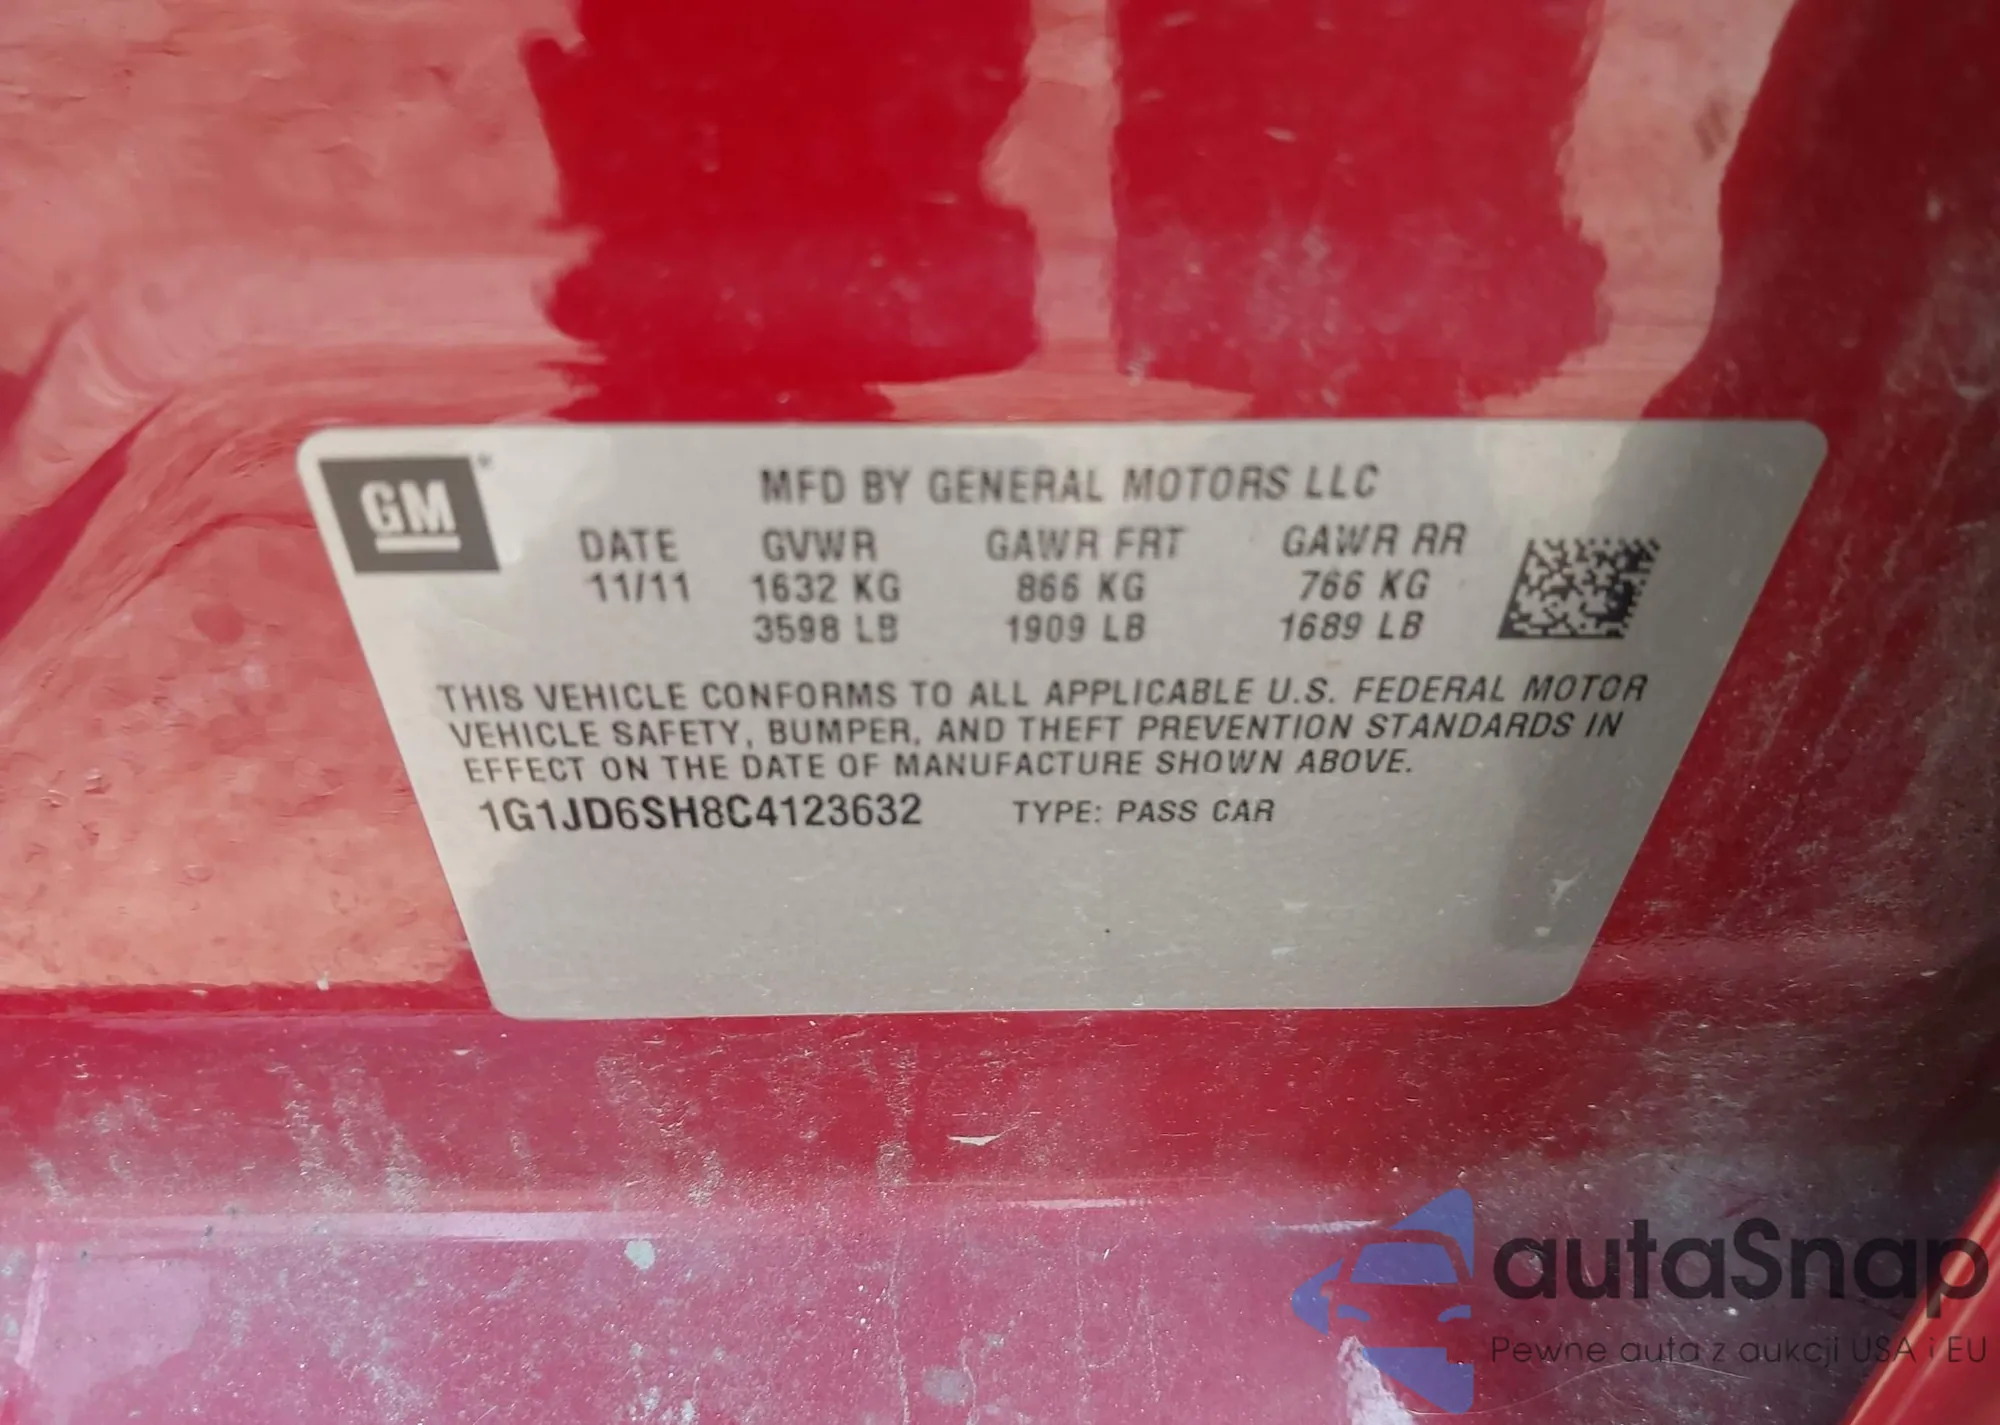 GM
MFD BY GENERAL MOTORS LLC
DATE GVWR GAWR FRT GAWR RR
11/11 1632 KG 866 KG 766 KG
3598 LB 1909 LB 1689 LB
THIS VEHICLE CONFORMS TO ALL APPLICABLE U.S. FEDERAL MOTOR
VEHICLE SAFETY, BUMPER, AND THEFT PREVENTION STANDARDS IN
EFFECT ON THE DATE OF MANUFACTURE SHOWN ABOVE.
1G1JD6SH8C4123632 TYPE: PASS CAR
autaSnap
Pewne auta z aukcji USA i EU